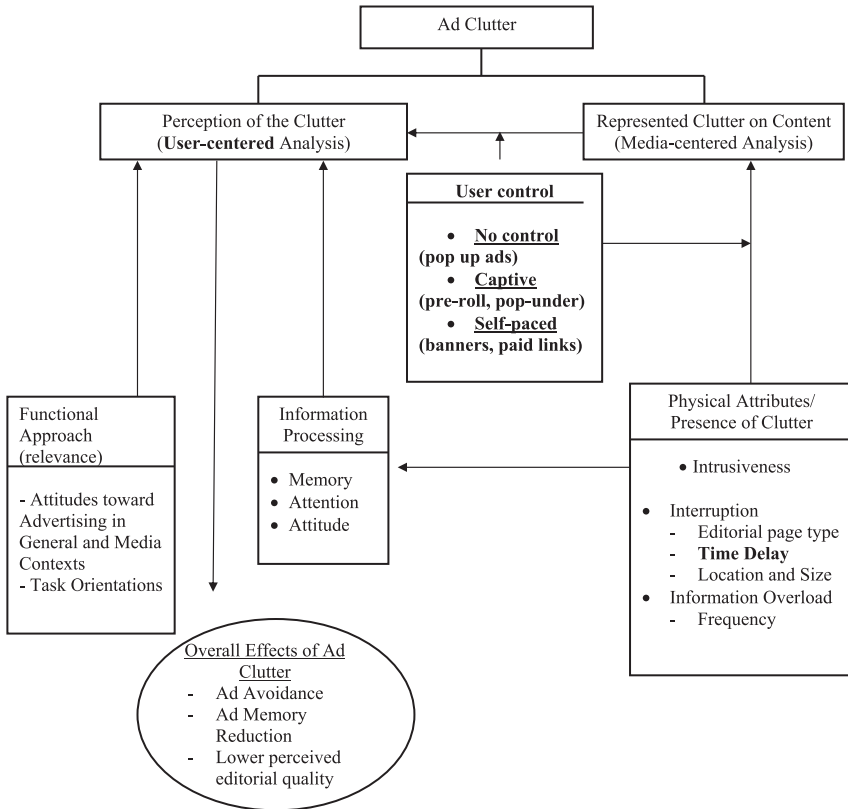 Ad Clutter
Perception of the Clutter
(User-centered Analysis)
Represented Clutter on Content
(Media-centered Analysis)
User control
• No control
(pop up ads)
• Captive
(pre-roll, pop-under)
• Self-paced
(banners, paid links)
Functional
Approach
(relevance)
- Attitudes toward
Advertising in
General and Media
Contexts
- Task Orientations
Information
Processing
• Memory
• Attention
• Attitude
Physical Attributes/
Presence of Clutter
• Intrusiveness
• Interruption
- Editorial page type
- Time Delay
- Location and Size
• Information Overload
- Frequency
Overall Effects of Ad
Clutter
- Ad Avoidance
- Ad Memory
Reduction
- Lower perceived
editorial quality